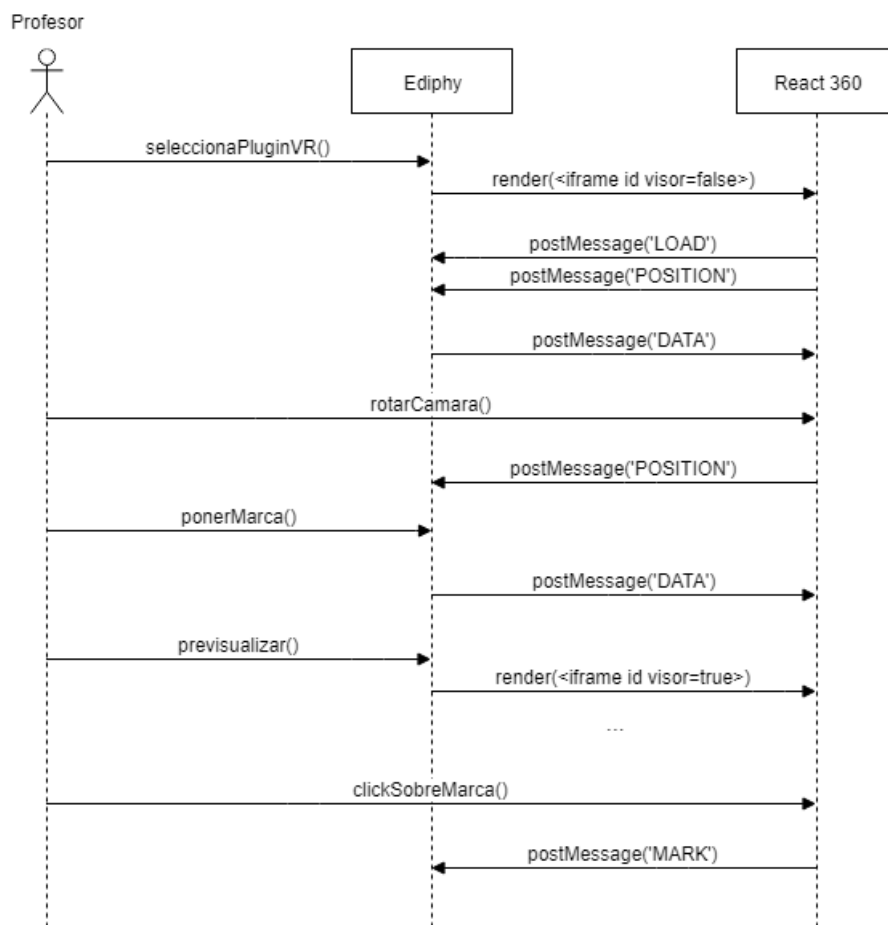 Profesor
Ediphy
React 360
seleccionaPluginVR()
render(<iframe id visor=false>)
postMessage('LOAD')
postMessage('POSITION')
postMessage('DATA')
rotarCamara()
postMessage('POSITION')
ponerMarca()
postMessage('DATA')
previsualizar()
render(<iframe id visor=true>)
...
clickSobreMarca()
postMessage('MARK')